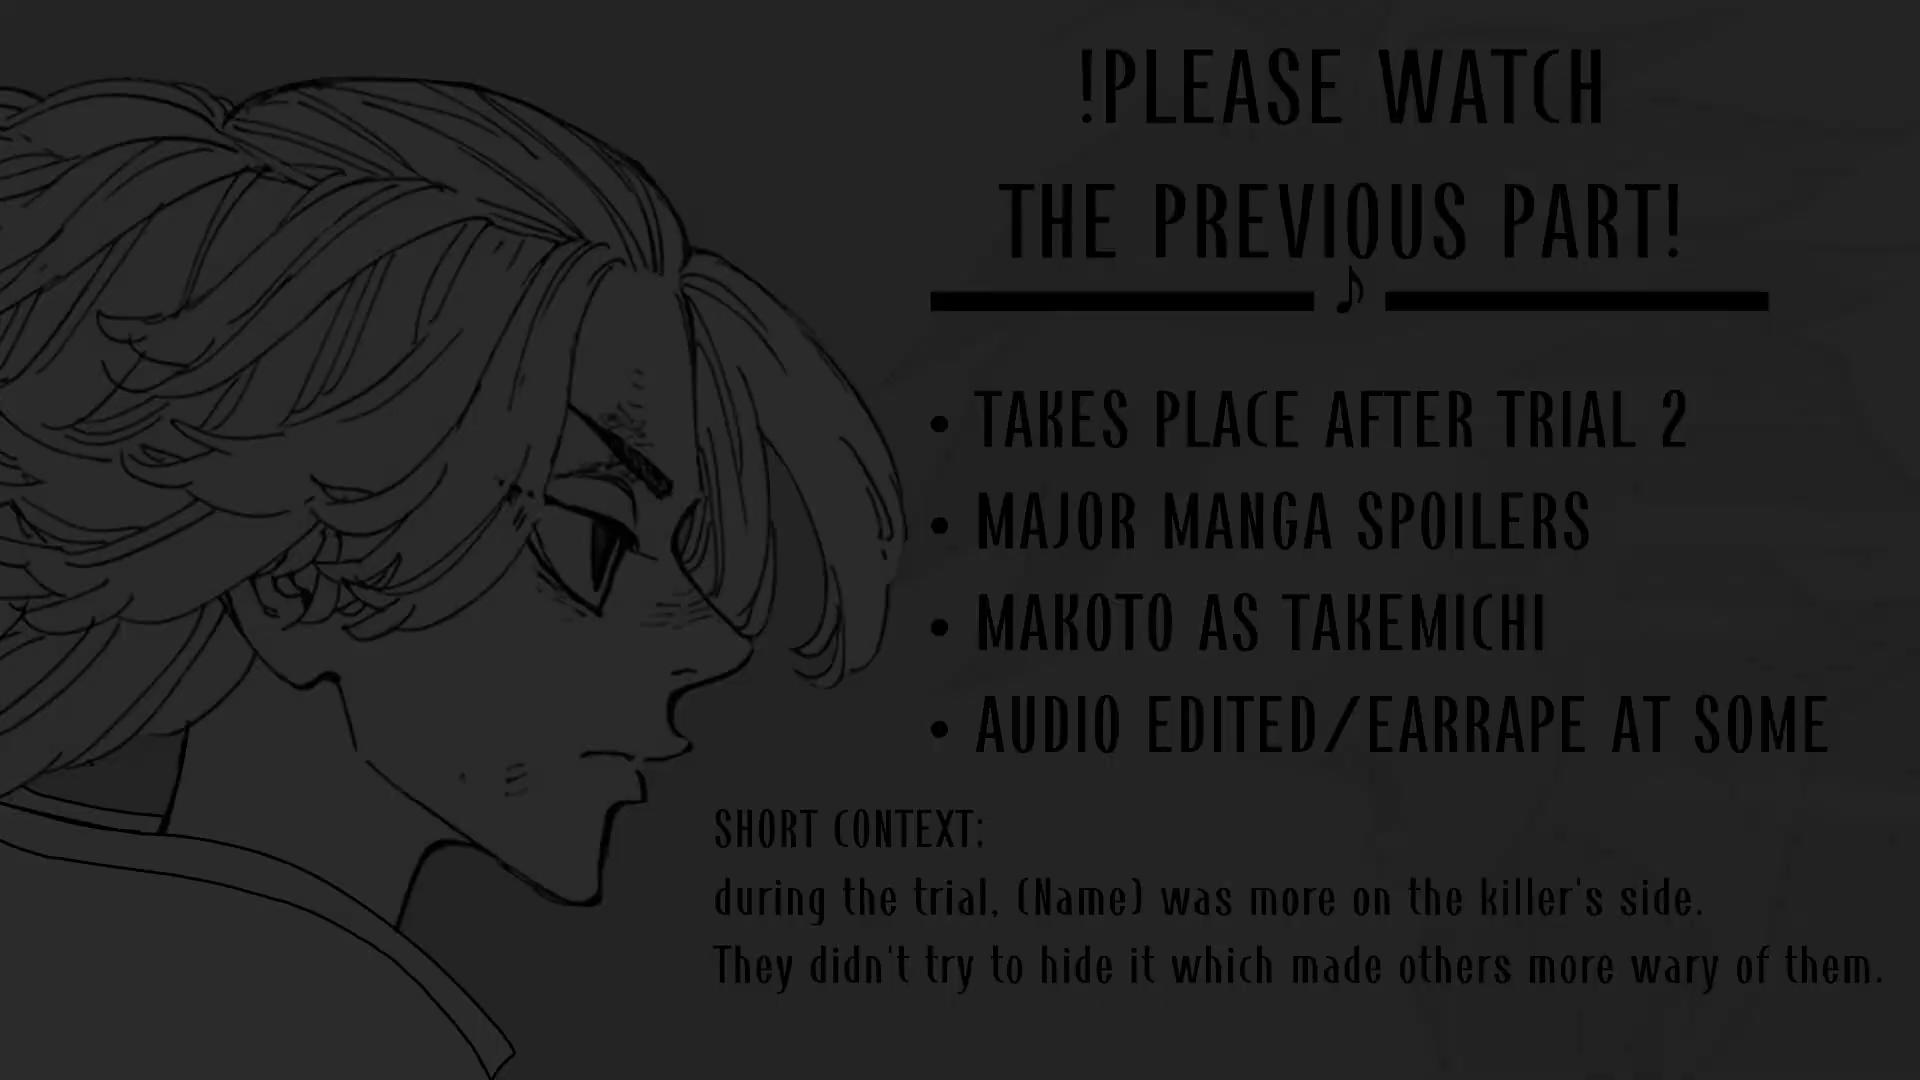 !PLEASE WATCH
THE PREVIOUS PART!
• TAKES PLACE AFTER TRIAL 2
• MAJOR MANGA SPOILERS
• MAKOTO AS TAKEMICHI
• AUDIO EDITED/EARRAPE AT SOME
SHORT CONTEXT:
during the trial, (Name) was more on the killer's side.
They didn't try to hide it which made others more wary of them.